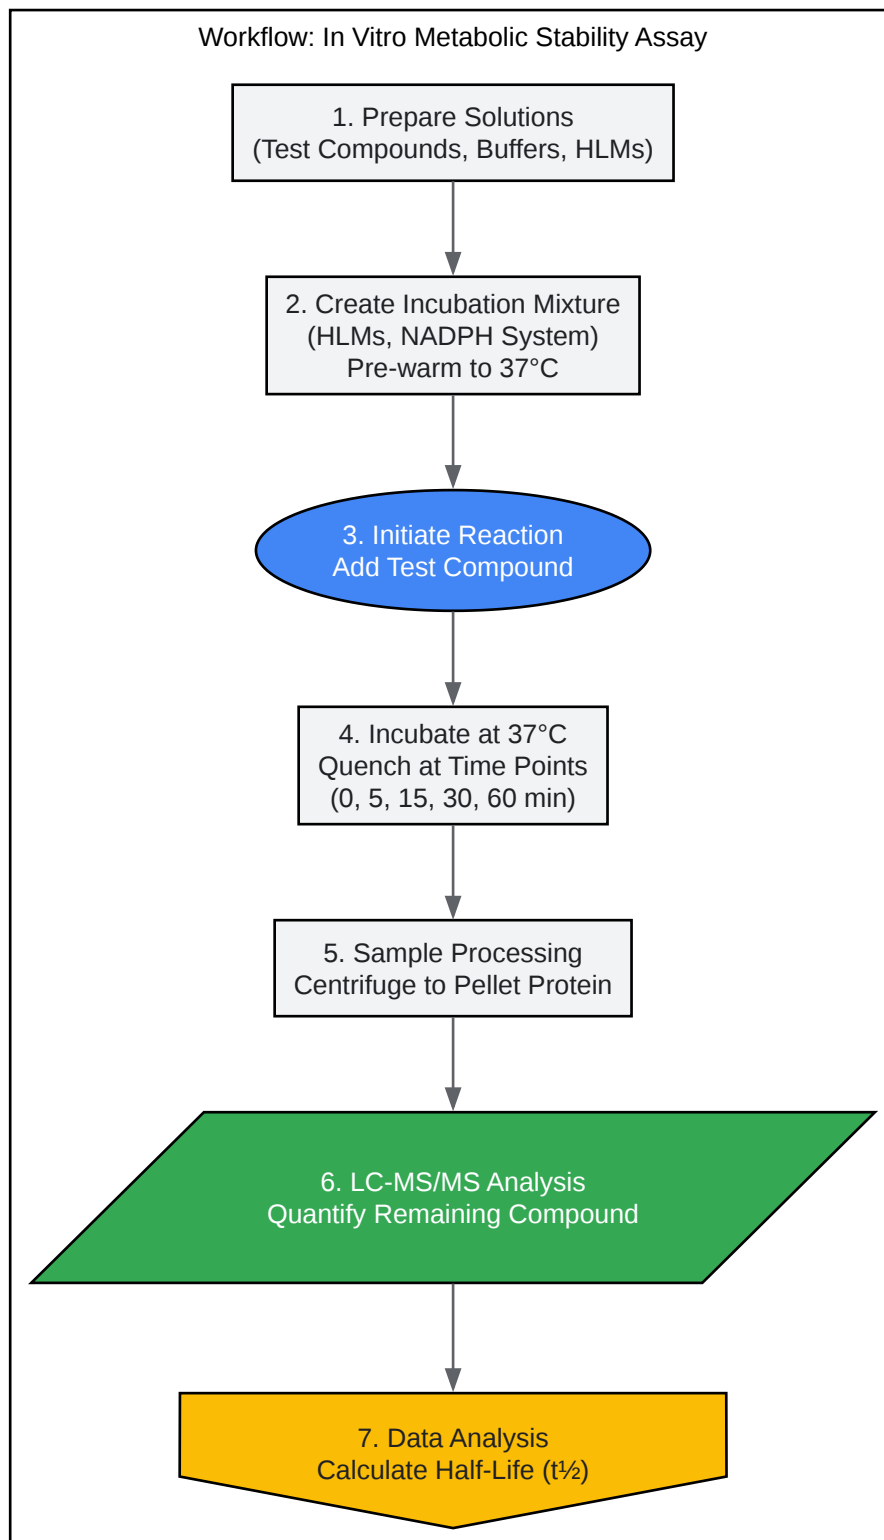 Workflow: In Vitro Metabolic Stability Assay
1. Prepare Solutions
(Test Compounds, Buffers, HLMs)
2. Create Incubation Mixture
(HLMs, NADPH System)
Pre-warm to 37°C
3. Initiate Reaction
Add Test Compound
4. Incubate at 37°C
Quench at Time Points
(0, 5, 15, 30, 60 min)
5. Sample Processing
Centrifuge to Pellet Protein
6. LC-MS/MS Analysis
Quantify Remaining Compound
7. Data Analysis
Calculate Half-Life (t½)